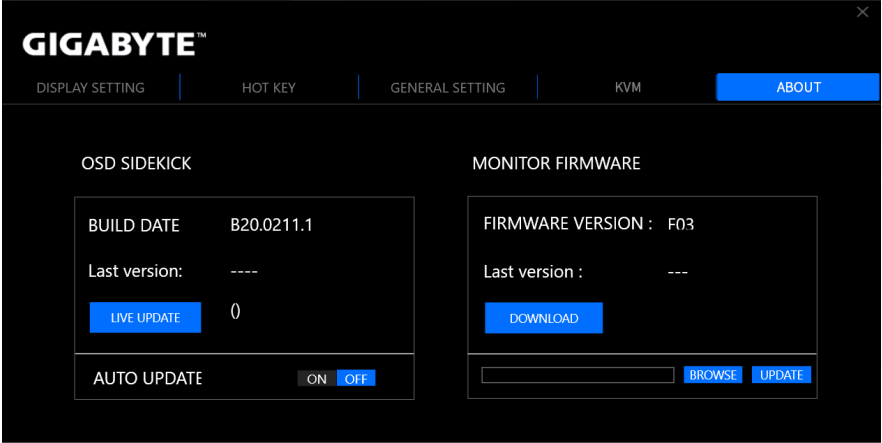 GIGABYTE™
DISPLAY SETTING HOT KEY GENERAL SETTING KVM ABOUT
OSD SIDEKICK
BUILD DATE B20.0211.1
Last version: ----
LIVE UPDATE ()
AUTO UPDATE ON OFF
MONITOR FIRMWARE
FIRMWARE VERSION : F03
Last version : ---
DOWNLOAD
BROWSE UPDATE